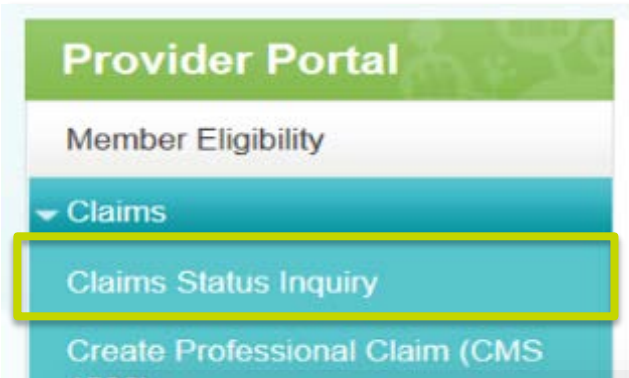 Provider Portal
Member Eligibility
Claims
Claims Status Inquiry
Create Professional Claim (CMS